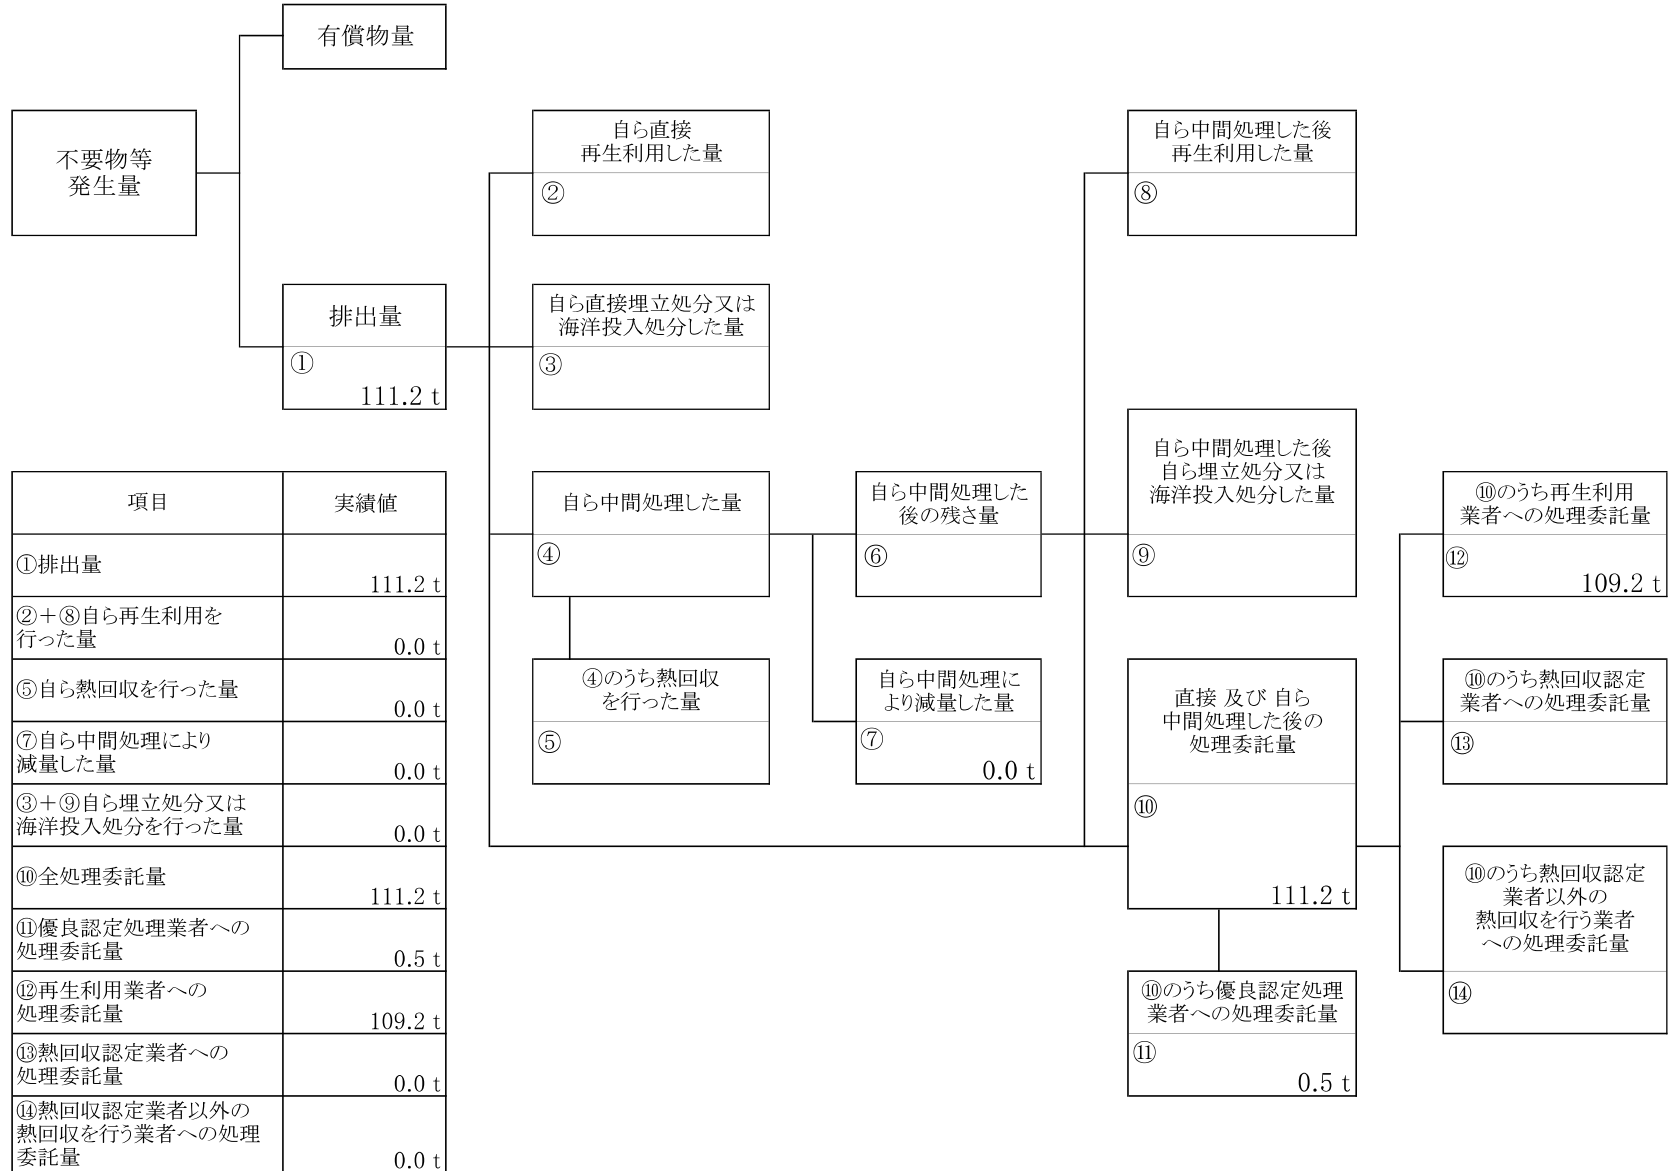 有償物量
不要物等
発生量
排出量
①
111.2 t
自ら直接
再生利用した量
②
自ら直接埋立処分又は
海洋投入処分した量
③
自ら中間処理した量
④
④のうち熱回収
を行った量
⑤
自ら中間処理した
後の残さ量
⑥
自ら中間処理に
より減量した量
⑦
0.0 t
自ら中間処理した後
再生利用した量
⑧
自ら中間処理した後
自ら埋立処分又は
海洋投入処分した量
⑨
直接 及び 自ら
中間処理した後の
処理委託量
⑩
111.2 t
⑩のうち優良認定処理
業者への処理委託量
⑪
0.5 t
⑩のうち再生利用
業者への処理委託量
⑫
109.2 t
⑩のうち熱回収認定
業者への処理委託量
⑬
⑩のうち熱回収認定
業者以外の
熱回収を行う業者
への処理委託量
⑭
項目 実績値
①排出量
111.2 t
②＋⑧自ら再生利用を
行った量
0.0 t
⑤自ら熱回収を行った量
0.0 t
⑦自ら中間処理により
減量した量
0.0 t
③＋⑨自ら埋立処分又は
海洋投入処分を行った量
0.0 t
⑩全処理委託量
111.2 t
⑪優良認定処理業者への
処理委託量
0.5 t
⑫再生利用業者への
処理委託量
109.2 t
⑬熱回収認定業者への
処理委託量
0.0 t
⑭熱回収認定業者以外の
熱回収を行う業者への処理
委託量
0.0 t